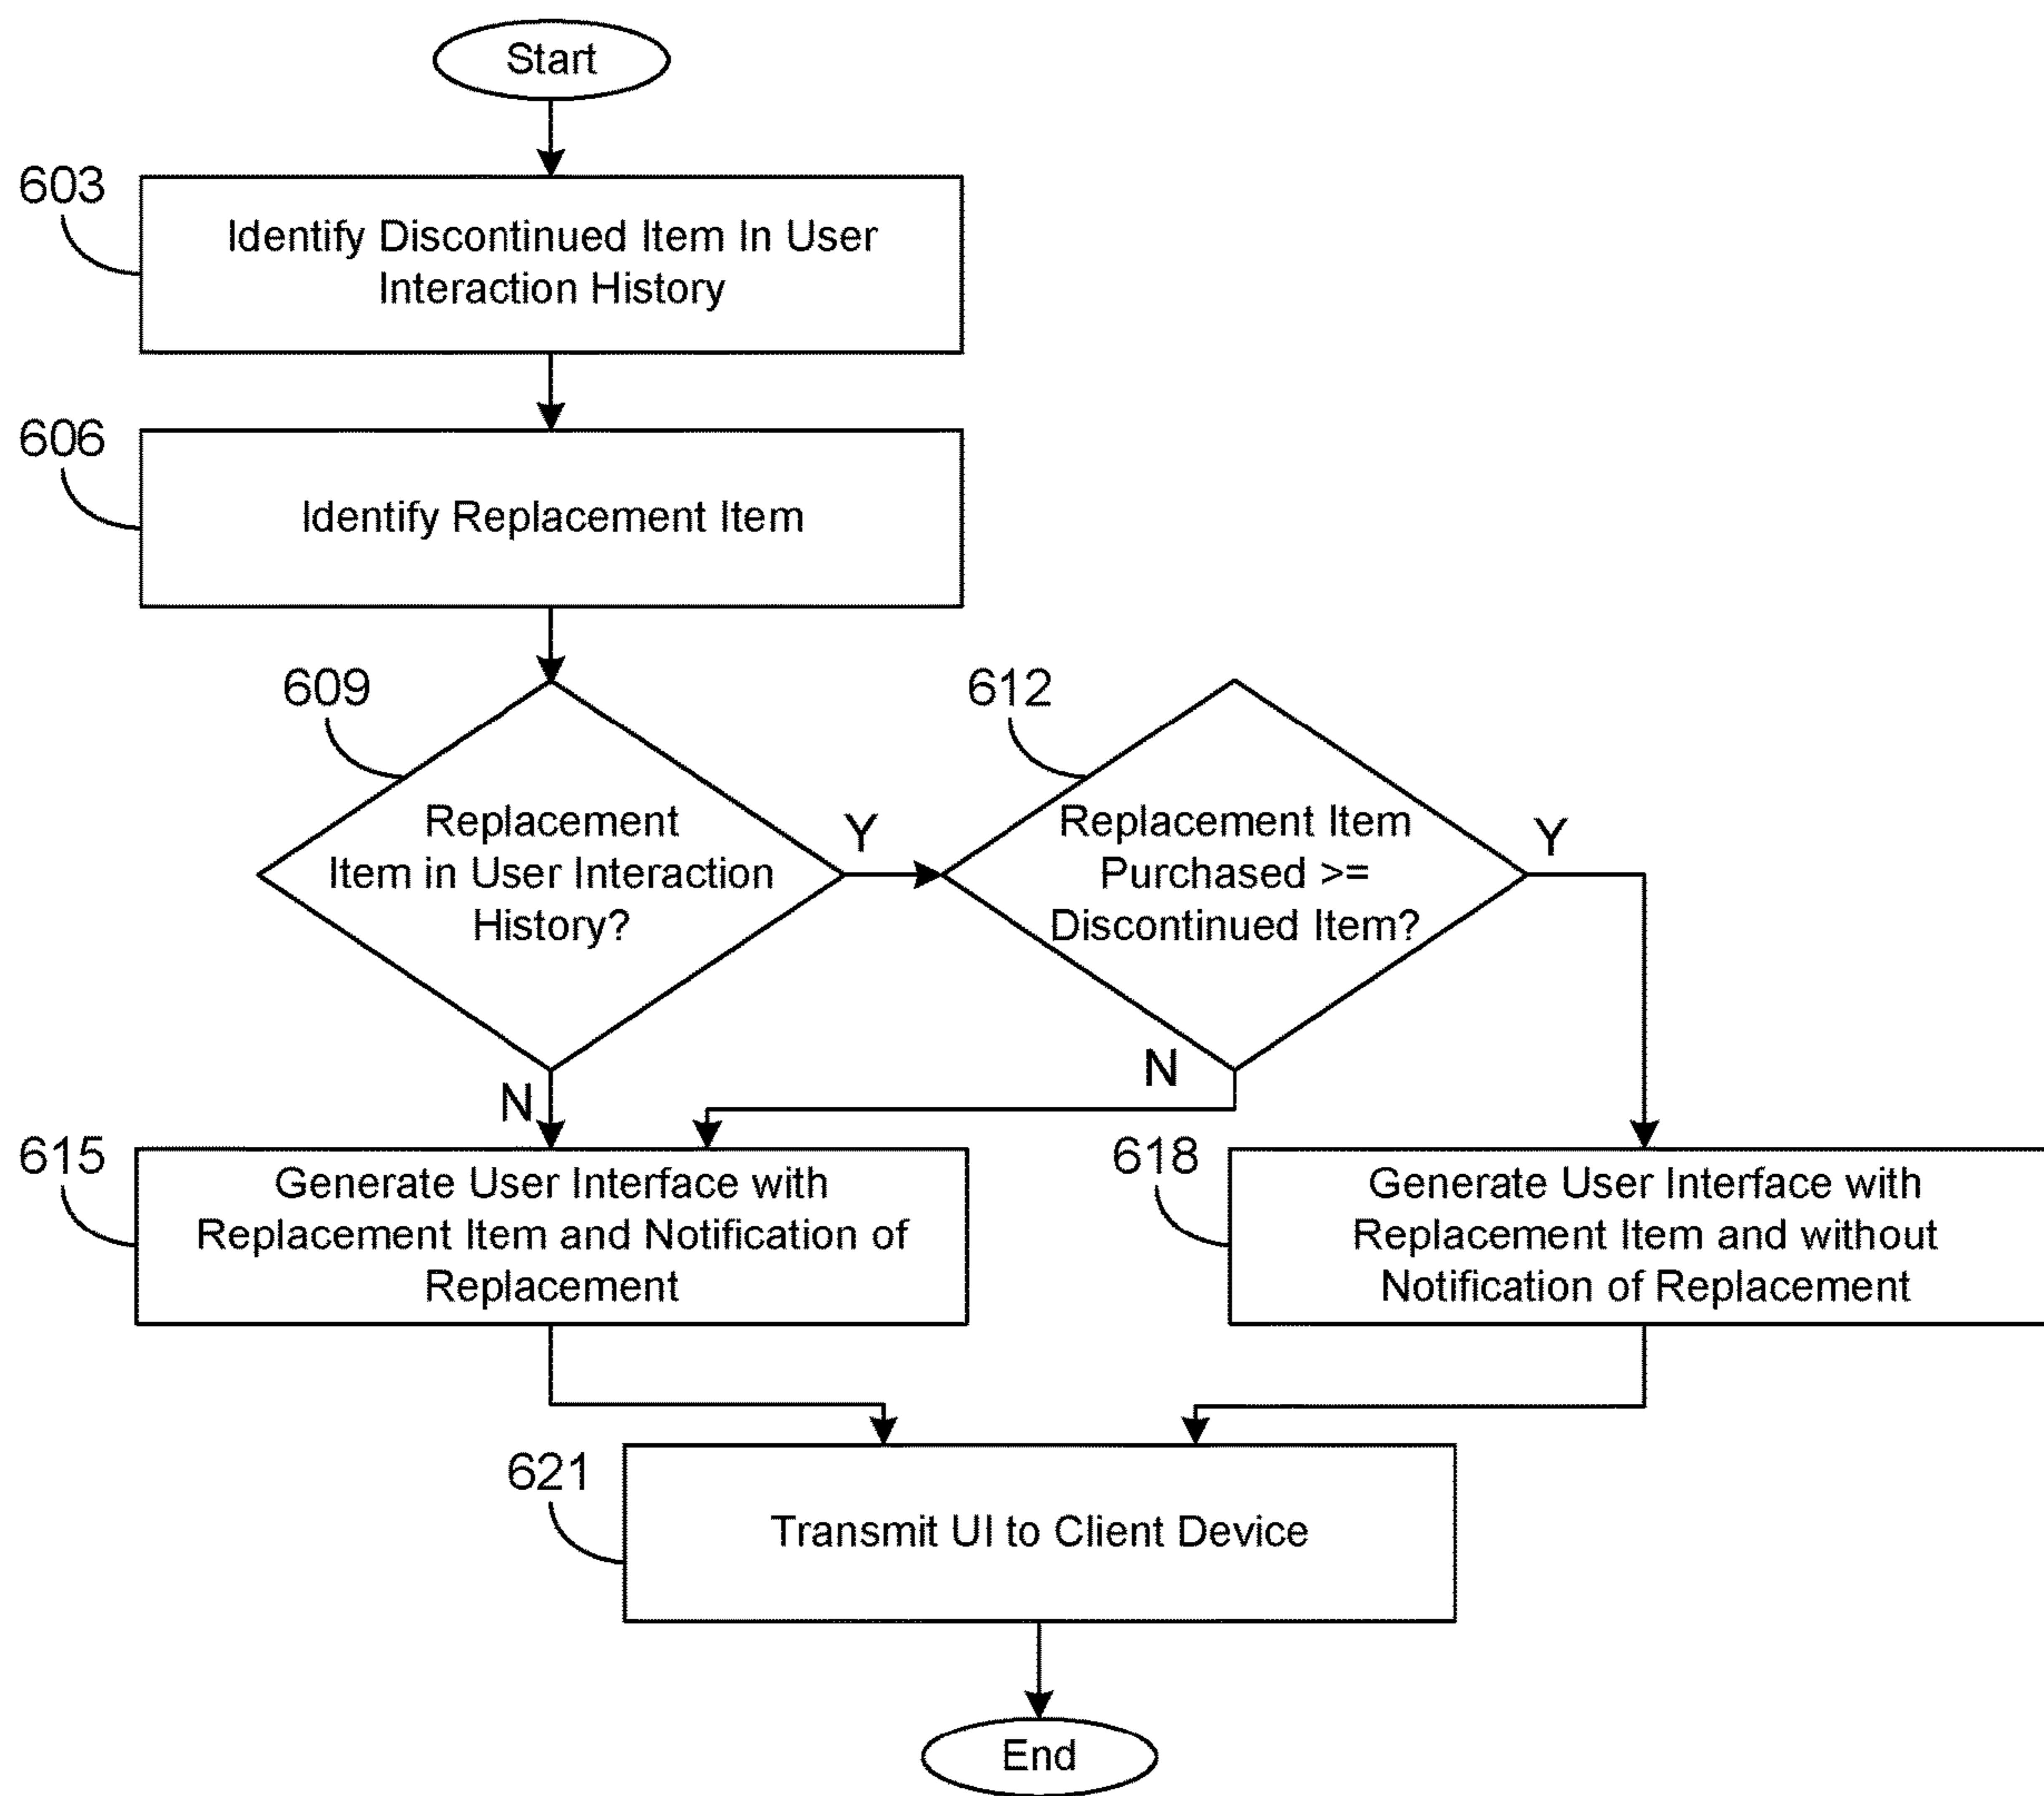 Start
603
Identify Discontinued Item In User
Interaction History
606
Identify Replacement Item
609
Replacement
Item in User Interaction
History?
Y
N
612
Replacement Item
Purchased >=
Discontinued Item?
Y
N
615
Generate User Interface with
Replacement Item and Notification of
Replacement
618
Generate User Interface with
Replacement Item and without
Notification of Replacement
621
Transmit UI to Client Device
End